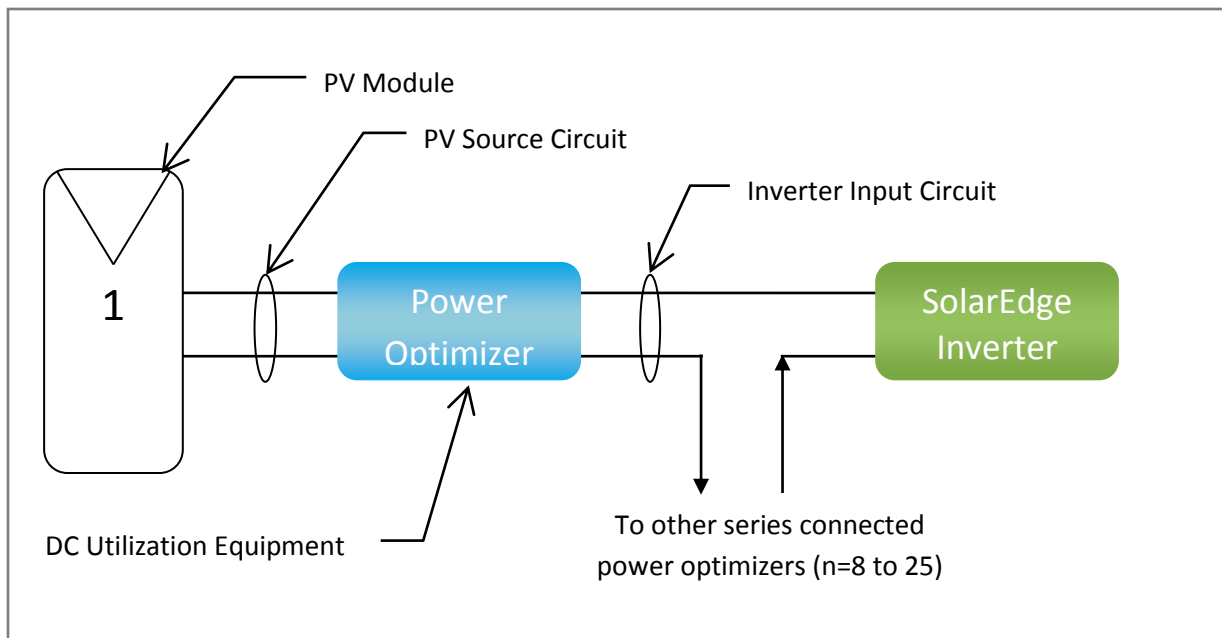 PV Module
PV Source Circuit
Inverter Input Circuit
1
Power
Optimizer
SolarEdge
Inverter
DC Utilization Equipment
To other series connected
power optimizers (n=8 to 25)